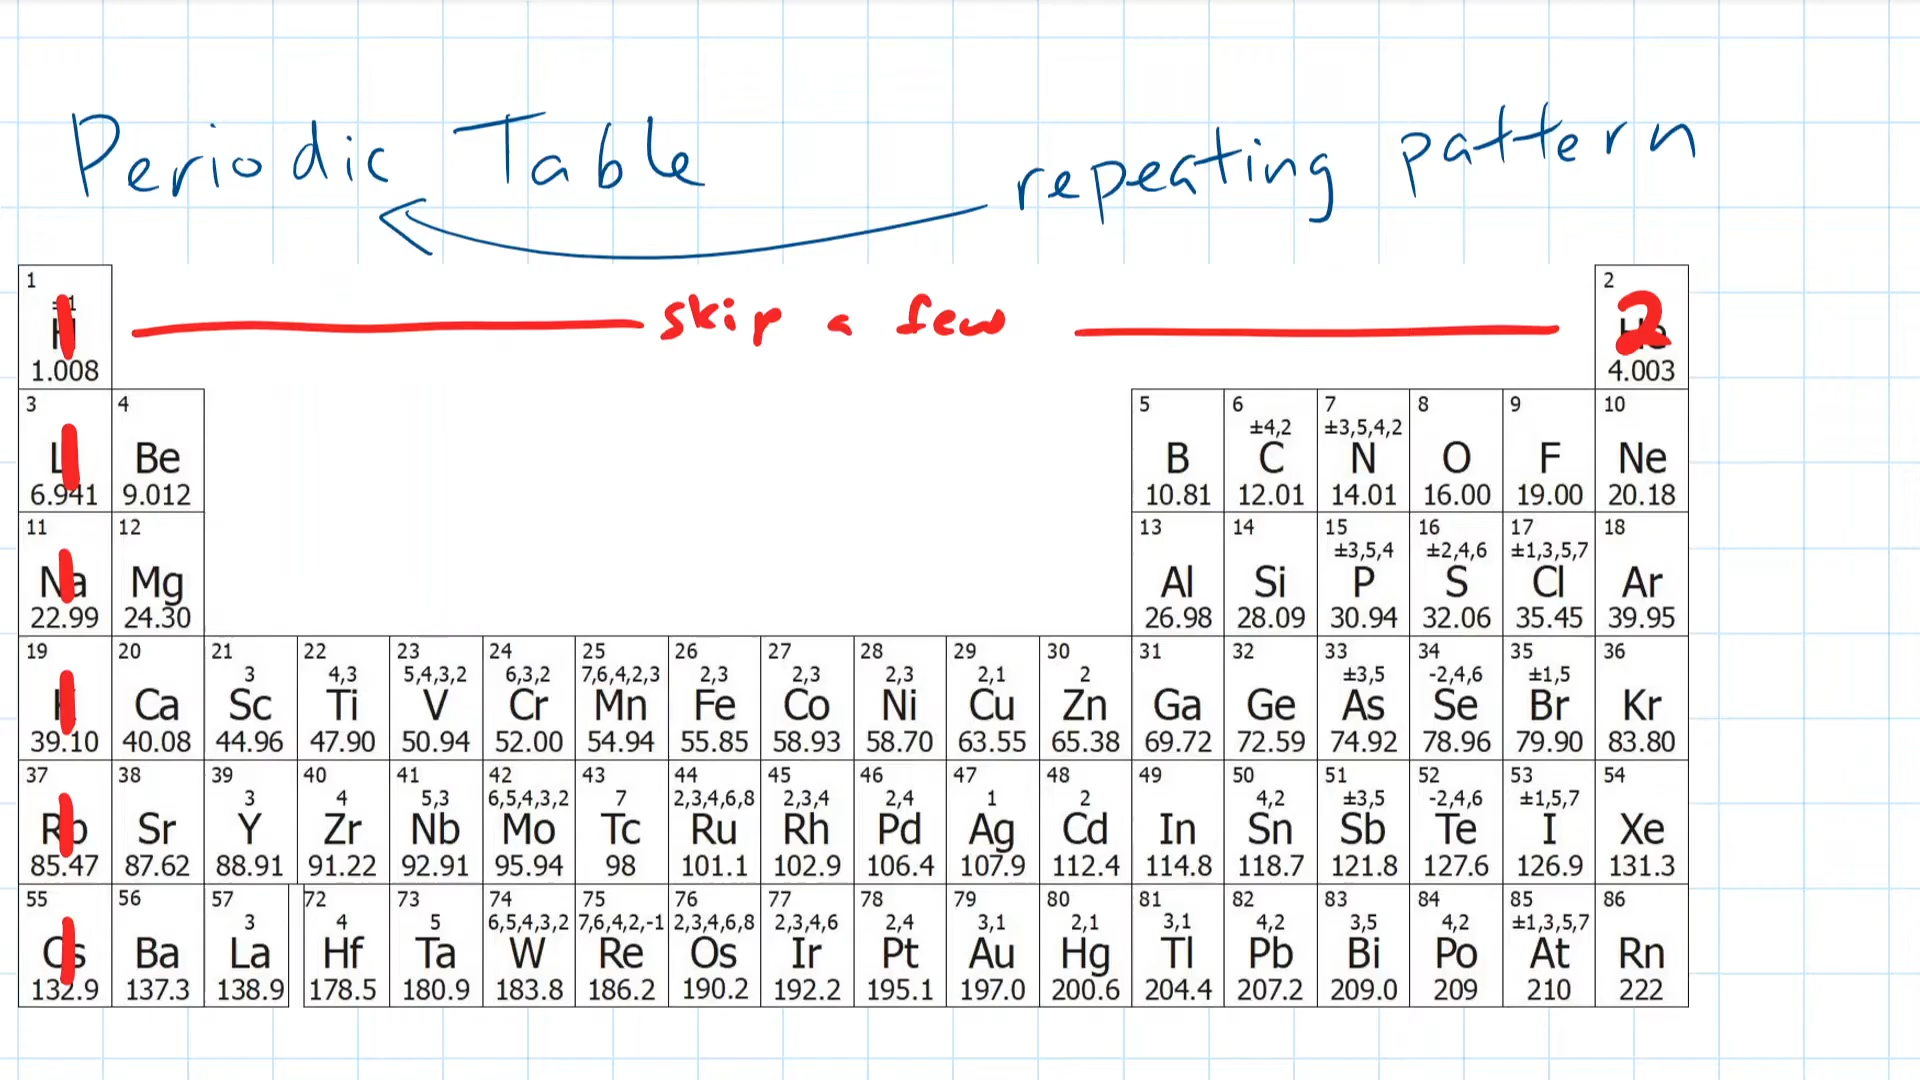 Periodic Table repeating pattern
1 2
±1
1 skip a few 2
1.008 4.003
3 4 5 6 7 8 9 10
±4,2 ±3,5,4,2
1 Be B C N O F Ne
6.941 9.012 10.81 12.01 14.01 16.00 19.00 20.18
11 12 13 14 15 16 17 18
±3,5,4 ±2,4,6 ±1,3,5,7
Na 1 Mg Al Si P S Cl Ar
22.99 24.30 26.98 28.09 30.94 32.06 35.45 39.95
19 20 21 22 23 24 25 26 27 28 29 30 31 32 33 34 35 36
3 4,3 5,4,3,2 6,3,2 7,6,4,2,3 2,3 2,3 2,3 2,1 2 ±3,5 -2,4,6 ±1,5
K 1 Ca Sc Ti V Cr Mn Fe Co Ni Cu Zn Ga Ge As Se Br Kr
39.10 40.08 44.96 47.90 50.94 52.00 54.94 55.85 58.93 58.70 63.55 65.38 69.72 72.59 74.92 78.96 79.90 83.80
37 38 39 40 41 42 43 44 45 46 47 48 49 50 51 52 53 54
3 4 5,3 6,5,4,3,2 7 2,3,4,6,8 2,3,4 2,4 1 2 4,2 ±3,5 -2,4,6 ±1,5,7
Rb 1 Sr Y Zr Nb Mo Tc Ru Rh Pd Ag Cd In Sn Sb Te I Xe
85.47 87.62 88.91 91.22 92.91 95.94 98 101.1 102.9 106.4 107.9 112.4 114.8 118.7 121.8 127.6 126.9 131.3
55 56 57 72 73 74 75 76 77 78 79 80 81 82 83 84 85 86
3 4 5 6,5,4,3,2 7,6,4,2,-1 2,3,4,6,8 2,3,4,6 2,4 3,1 2,1 3,1 4,2 3,5 4,2 ±1,3,5,7
Cs 1 Ba La Hf Ta W Re Os Ir Pt Au Hg Tl Pb Bi Po At Rn
132.9 137.3 138.9 178.5 180.9 183.8 186.2 190.2 192.2 195.1 197.0 200.6 204.4 207.2 209.0 209 210 222